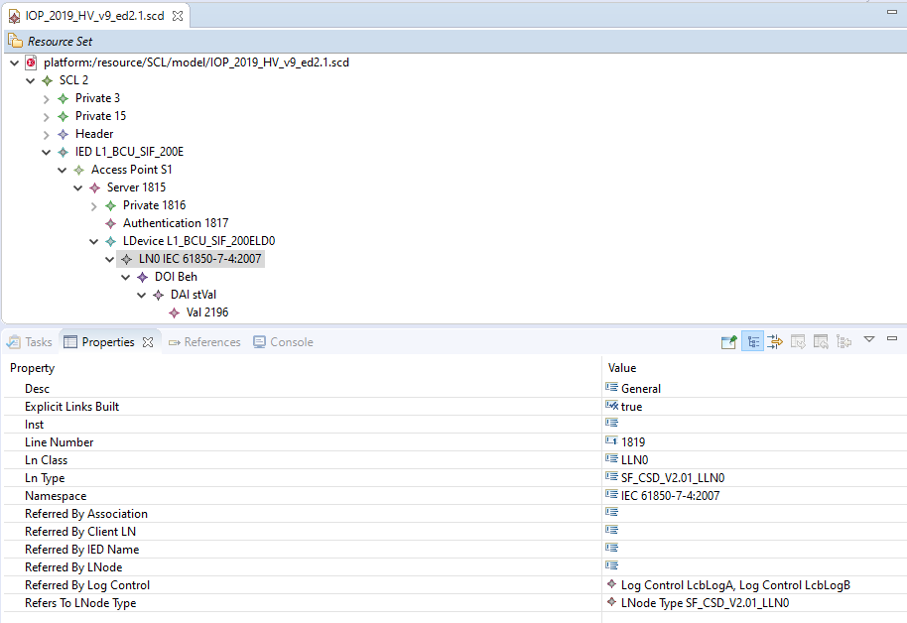 IOP_2019_HV_v9_ed2.1.scd
Resource Set
platform:/resource/SCL/model/IOP_2019_HV_v9_ed2.1.scd
SCL 2
Private 3
Private 15
Header
IED L1_BCU_SIF_200E
Access Point S1
Server 1815
Private 1816
Authentication 1817
LDevice L1_BCU_SIF_200ELD0
LN0 IEC 61850-7-4:2007
DOI Beh
DAI stVal
Val 2196
Tasks Properties References Console
Property Value
Desc General
Explicit Links Built true
Inst
Line Number 1819
Ln Class LLN0
Ln Type SF_CSD_V2.01_LLN0
Namespace IEC 61850-7-4:2007
Referred By Association
Referred By Client LN
Referred By IED Name
Referred By LNode
Referred By Log Control Log Control LcbLogA, Log Control LcbLogB
Refers To LNode Type LNode Type SF_CSD_V2.01_LLN0